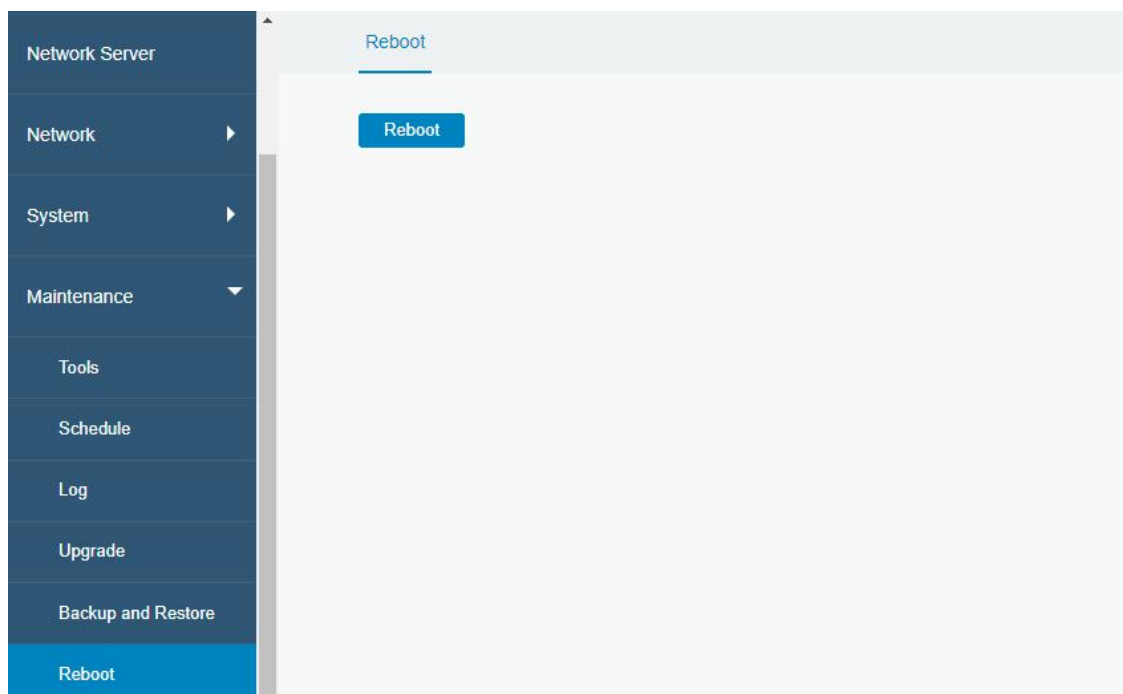 Network Server
Network
System
Maintenance
Tools
Schedule
Log
Upgrade
Backup and Restore
Reboot
Reboot
Reboot